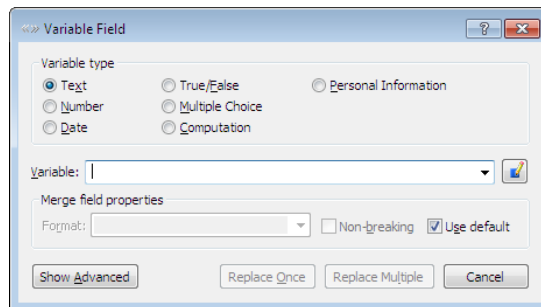 «» Variable Field
Variable type
Text True/False Personal Information
Number Multiple Choice
Date Computation
Variable:
Merge field properties
Format: Non-breaking Use default
Show Advanced Replace Once Replace Multiple Cancel